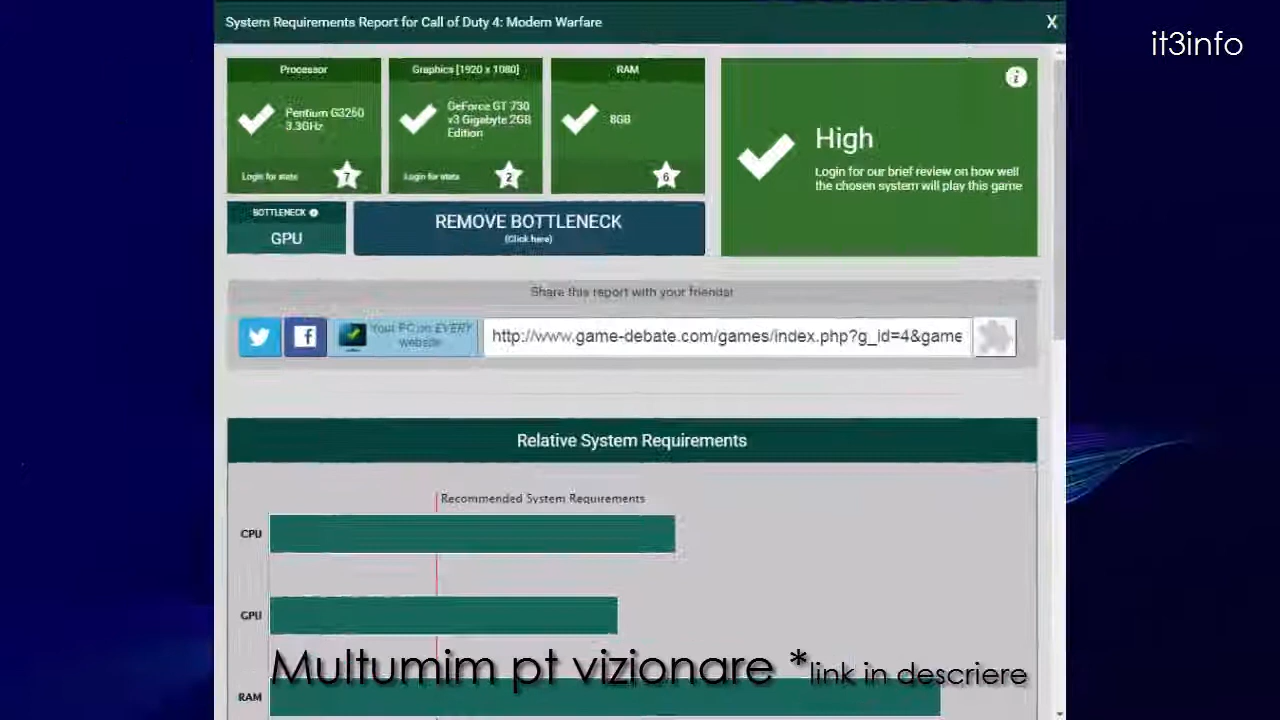 System Requirements Report for Call of Duty 4: Modern Warfare
X
it3info
Processor
Pentium G3250
3.3GHz
Login for stats
7
Graphics [1920 x 1080]
GeForce GT 730
v3 Gigabyte 2GB
Edition
Login for stats
2
RAM
8GB
6
i
High
Login for our brief review on how well
the chosen system will play this game
BOTTLENECK
GPU
REMOVE BOTTLENECK
(Click here)
Share this report with your friends!
Your PC on EVERY
website
http://www.game-debate.com/games/index.php?g_id=4&game
Relative System Requirements
Recommended System Requirements
CPU
GPU
RAM
Multumim pt vizionare *link in descriere